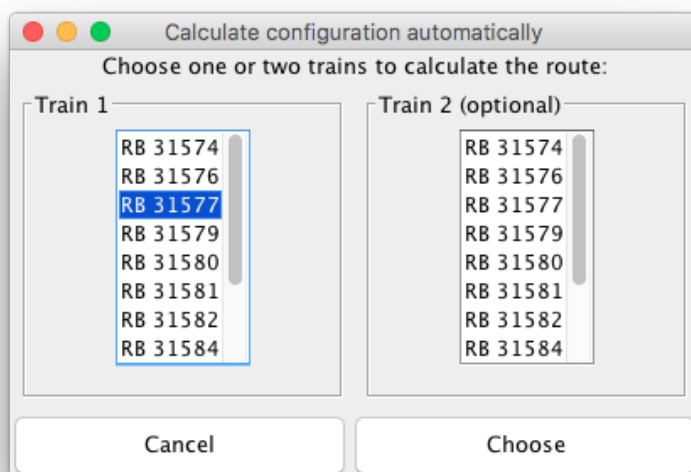 Calculate configuration automatically
Choose one or two trains to calculate the route:
Train 1
RB 31574
RB 31576
RB 31577
RB 31579
RB 31580
RB 31581
RB 31582
RB 31584
Train 2 (optional)
RB 31574
RB 31576
RB 31577
RB 31579
RB 31580
RB 31581
RB 31582
RB 31584
Cancel
Choose